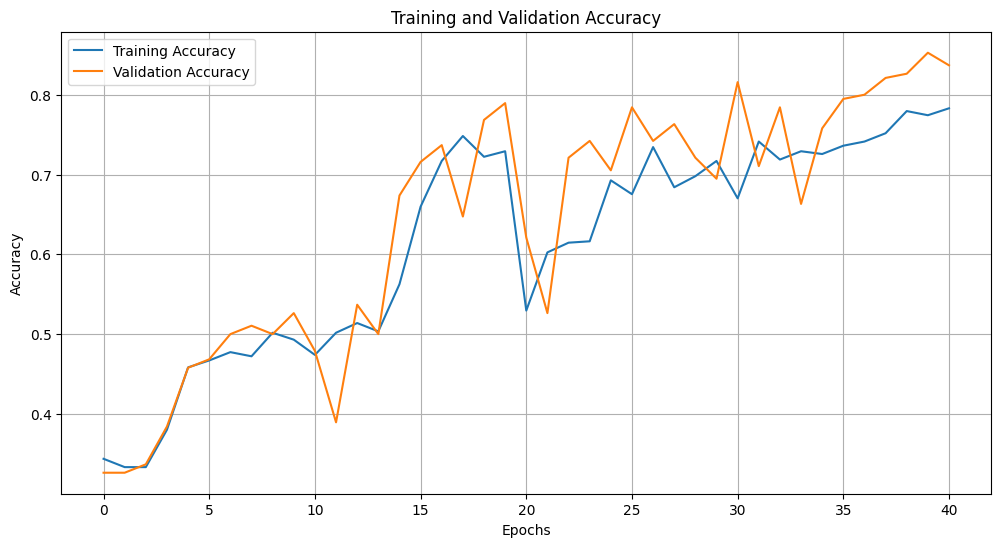 Training and Validation Accuracy
Training Accuracy
Validation Accuracy
Accuracy
0.8
0.7
0.6
0.5
0.4
0 5 10 15 20 25 30 35 40
Epochs